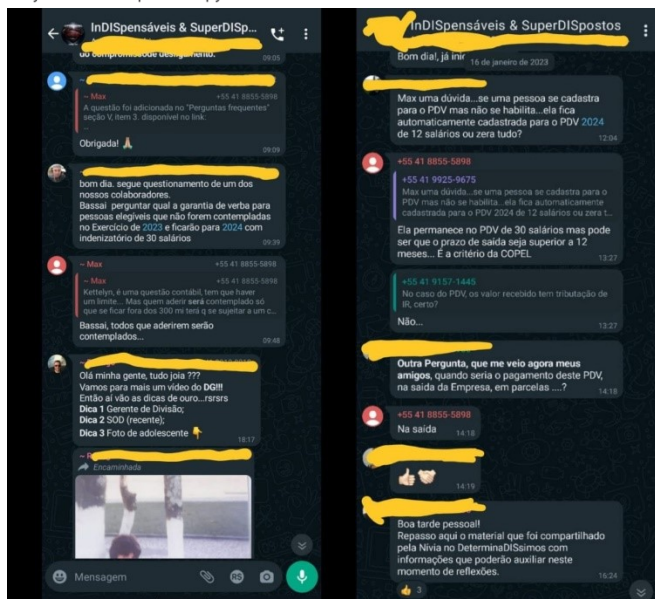 InDISpensáveis & SuperDISp...
do compromissode desligamento.
09:05
~ Max +55 41 8855-5898
A questão foi adicionada no "Perguntas frequentes"
seção V, item 3. disponível no link:
Obrigada! 🙏🏼
09:09
bom dia. segue questionamento de um dos
nossos colaboradores.
Bassai perguntar qual a garantia de verba para
pessoas elegíveis que não forem contempladas
no Exercício de 2023 e ficarão para 2024 com
indenizatório de 30 salários
09:39
~ Max +55 41 8855-5898
~ Max +55 41 8855-5898
Kettelyn, é uma questão contábil, tem que haver
um limite... Mas quem aderir será contemplado só
que se ficar fora dos 300 mi terá q se sujeitar a um c...
Bassai, todos que aderirem serão
contemplados...
09:48
Olá minha gente, tudo joia ???
Vamos para mais um vídeo do DG!!!
Então aí vão as dicas de ouro...rsrsrs
Dica 1 Gerente de Divisão;
Dica 2 SOD (recente);
Dica 3 Foto de adolescente 👇
18:17
Encaminhada
Mensagem
R$
InDISpensáveis & SuperDISpostos
Bom dia!, já inir
16 de janeiro de 2023
Max uma dúvida...se uma pessoa se cadastra
para o PDV mas não se habilita...ela fica
automaticamente cadastrada para o PDV 2024
de 12 salários ou zera tudo?
12:04
+55 41 8855-5898
+55 41 9925-9675
Max uma dúvida...se uma pessoa se cadastra para o
PDV mas não se habilita...ela fica automaticamente
cadastrada para o PDV 2024 de 12 salários ou zera t...
Ela permanece no PDV de 30 salários mas pode
ser que o prazo de saida seja superior a 12
meses... É a critério da COPEL
13:27
+55 41 9157-1445
No caso do PDV, os valor recebido tem tributação de
IR, certo?
Não...
13:27
Outra Pergunta, que me veio agora meus
amigos, quando seria o pagamento deste PDV,
na saída da Empresa, em parcelas ....?
14:18
+55 41 8855-5898
Na saída
14:18
👍🏻🤝🏻
14:19
Boa tarde pessoal!
Repasso aqui o material que foi compartilhado
pela Nívia no DeterminaDISsimos com
informações que poderão auxiliar neste
momento de reflexões.
16:24
👍 3